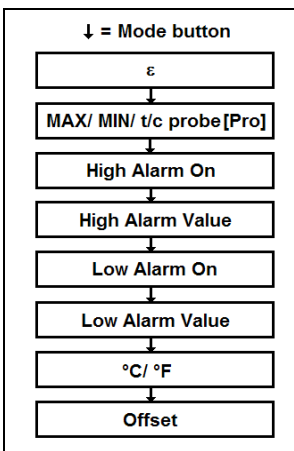 ↓ = Mode button
ε
MAX/ MIN/ t/c probe[Pro]
High Alarm On
High Alarm Value
Low Alarm On
Low Alarm Value
°C/ °F
Offset